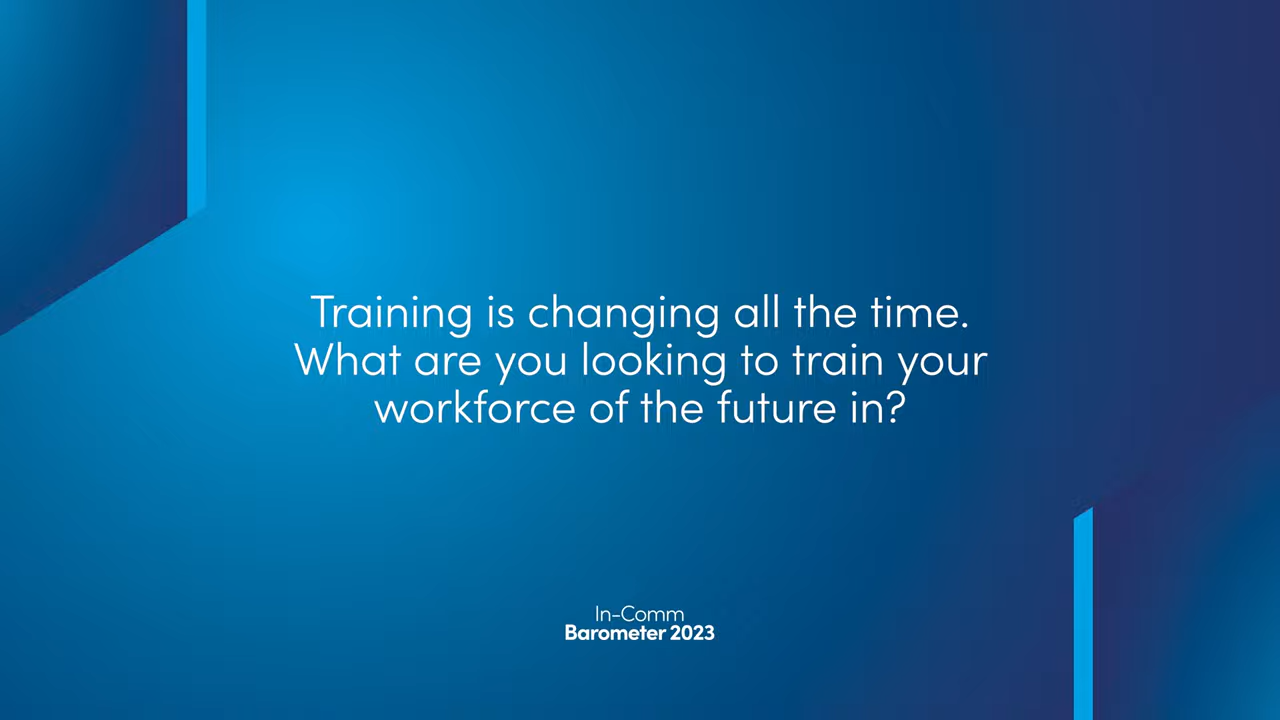 Training is changing all the time.
What are you looking to train your
workforce of the future in?
In-Comm
Barometer 2023